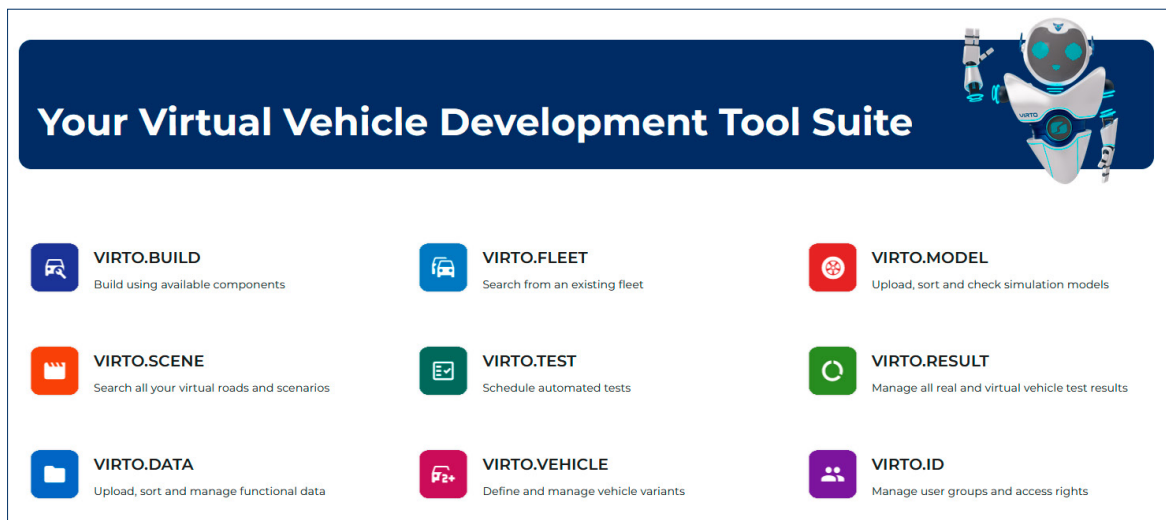 Your Virtual Vehicle Development Tool Suite
VIRTO
VIRTO.BUILD
Build using available components
VIRTO.FLEET
Search from an existing fleet
VIRTO.MODEL
Upload, sort and check simulation models
VIRTO.SCENE
Search all your virtual roads and scenarios
VIRTO.TEST
Schedule automated tests
VIRTO.RESULT
Manage all real and virtual vehicle test results
VIRTO.DATA
Upload, sort and manage functional data
2+
VIRTO.VEHICLE
Define and manage vehicle variants
VIRTO.ID
Manage user groups and access rights